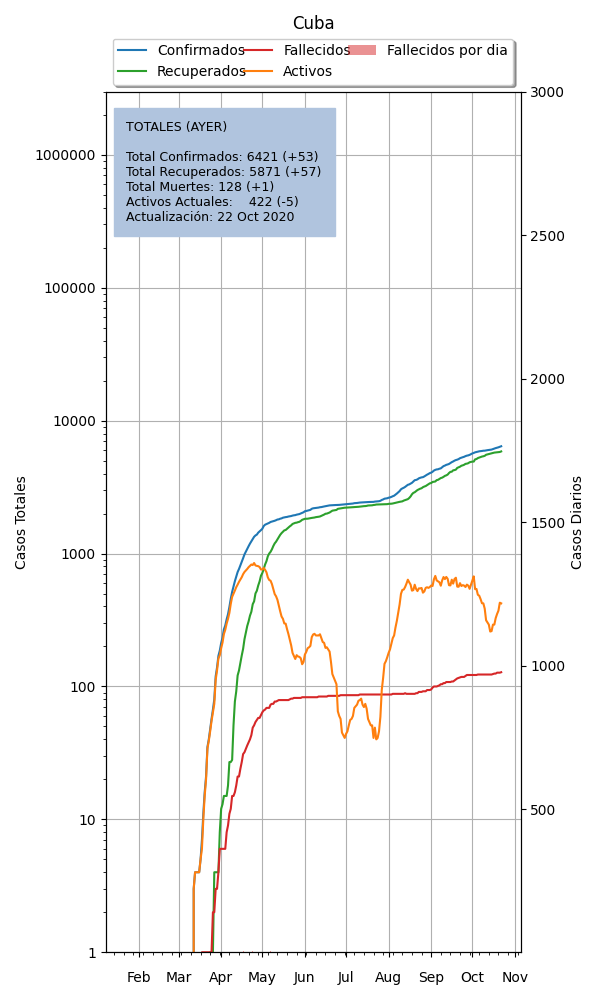 Cuba
Confirmados Fallecidos Fallecidos por dia
Recuperados Activos
TOTALES (AYER)
Total Confirmados: 6421 (+53)
Total Recuperados: 5871 (+57)
Total Muertes: 128 (+1)
Activos Actuales: 422 (-5)
Actualización: 22 Oct 2020
Casos Totales
1000000
100000
10000
1000
100
10
1
3000
2500
2000
1500
1000
500
Casos Diarios
Feb Mar Apr May Jun Jul Aug Sep Oct Nov